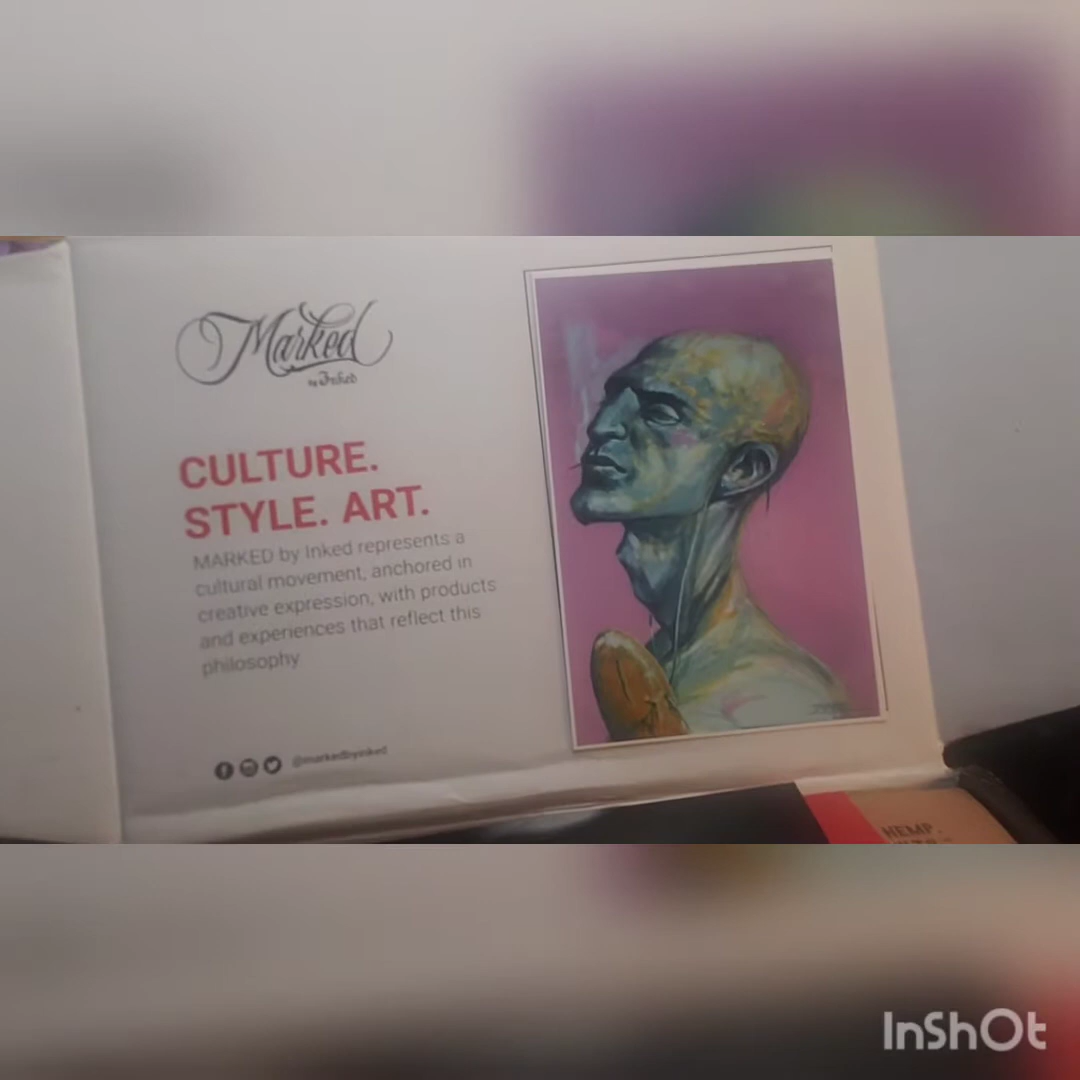 Marked
by Inked
CULTURE.
STYLE. ART.
MARKED by Inked represents a
cultural movement, anchored in
creative expression, with products
and experiences that reflect this
philosophy
@markedbyinked
HEMP.
InShOt